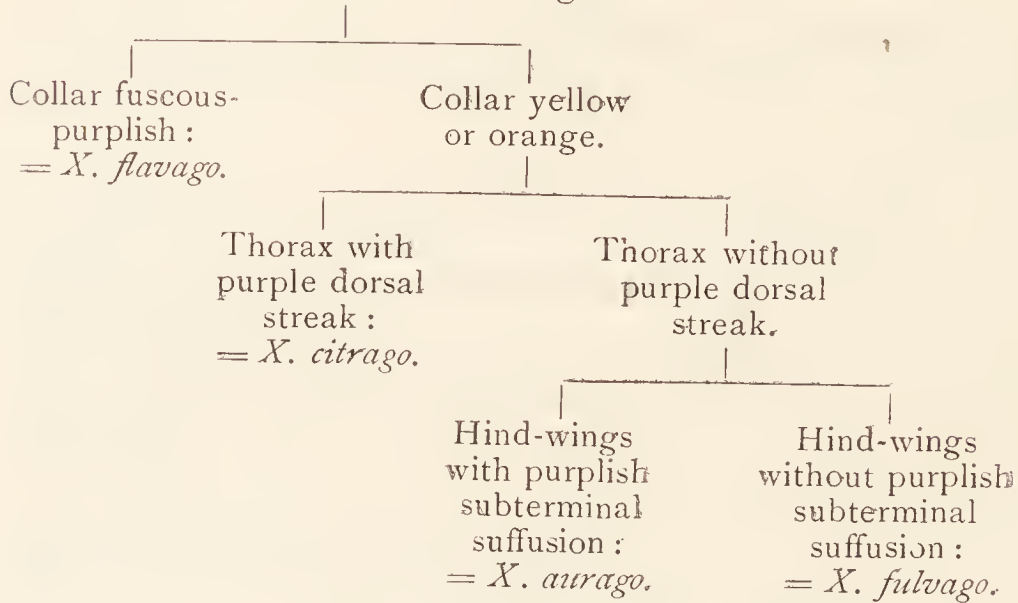 Collar fuscous-
purplish :
= X. flavago.
Collar yellow
or orange.
Thorax with
purple dorsal
streak :
= X. citrago.
Thorax without
purple dorsal
streak.
Hind-wings
with purplish
subterminal
suffusion :
= X. aurago.
Hind-wings
without purplish
subterminal
suffusion :
= X. fulvago.